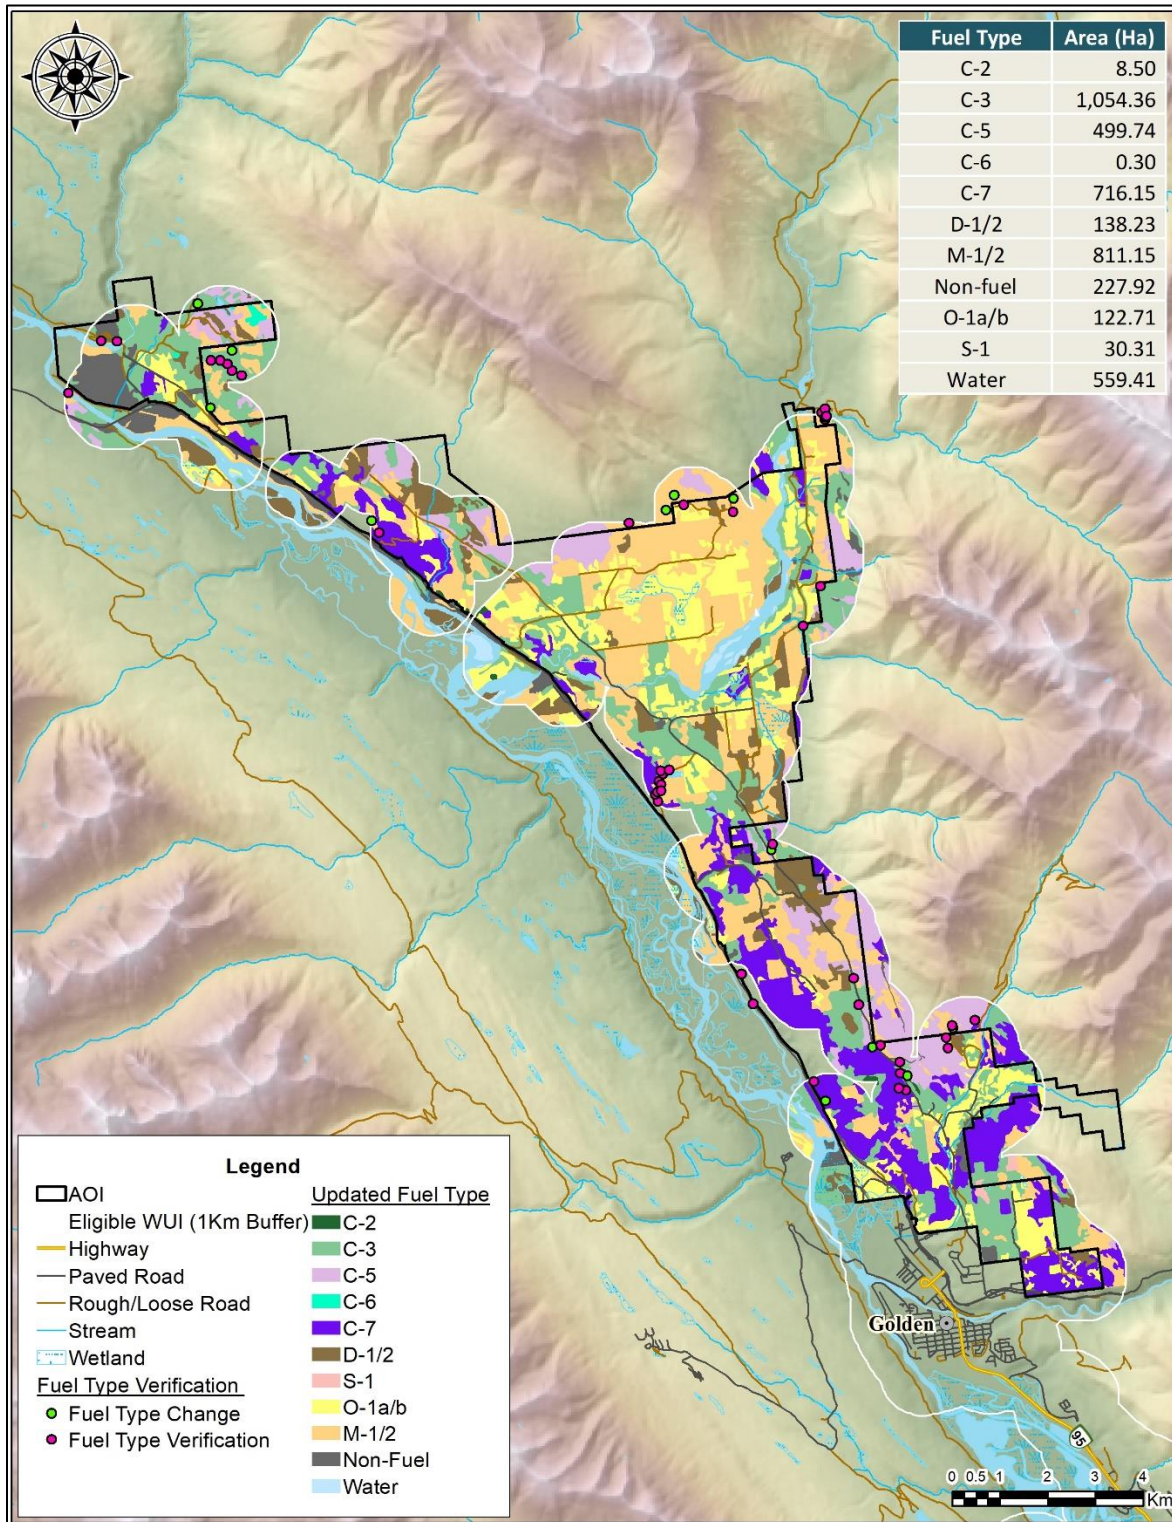 Fuel Type Area (Ha)
C-2 8.50
C-3 1,054.36
C-5 499.74
C-6 0.30
C-7 716.15
D-1/2 138.23
M-1/2 811.15
Non-fuel 227.92
O-1a/b 122.71
S-1 30.31
Water 559.41
Legend
AOI
Eligible WUI (1Km Buffer)
Highway
Paved Road
Rough/Loose Road
Stream
Wetland
Fuel Type Verification
Fuel Type Change
Fuel Type Verification
Updated Fuel Type
C-2
C-3
C-5
C-6
C-7
D-1/2
S-1
O-1a/b
M-1/2
Non-Fuel
Water
Golden
95
0 0.5 1 2 3 4
Km